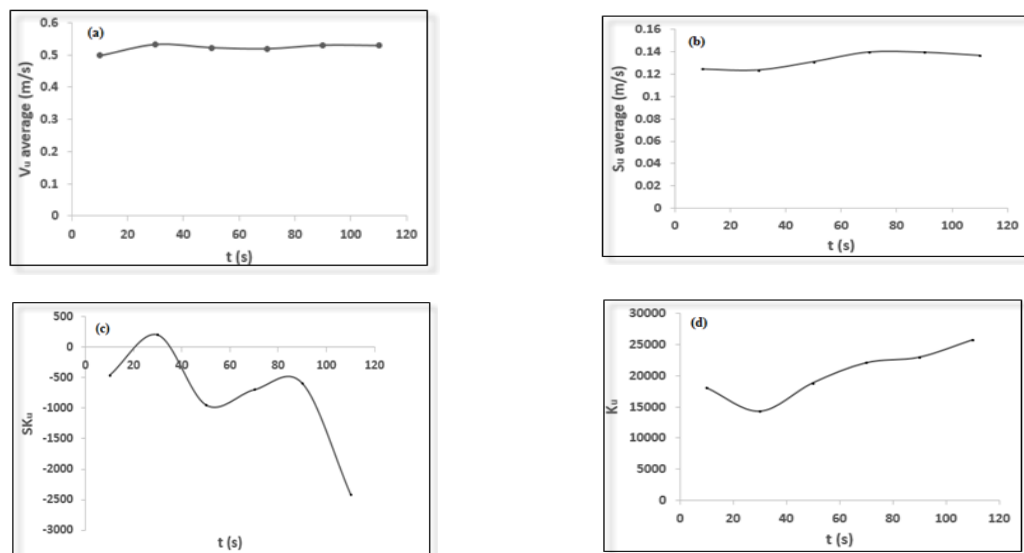 (a)
Vu average (m/s)
0.6
0.5
0.4
0.3
0.2
0.1
0
0 20 40 60 80 100 120
t (s)
(b)
Su average (m/s)
0.16
0.14
0.12
0.1
0.08
0.06
0.04
0.02
0
0 20 40 60 80 100 120
t (s)
(c)
SKu
500
0
0 20 40 60 80 100 120
-500
-1000
-1500
-2000
-2500
-3000
t (s)
(d)
Ku
30000
25000
20000
15000
10000
5000
0
0 20 40 60 80 100 120
t (s)